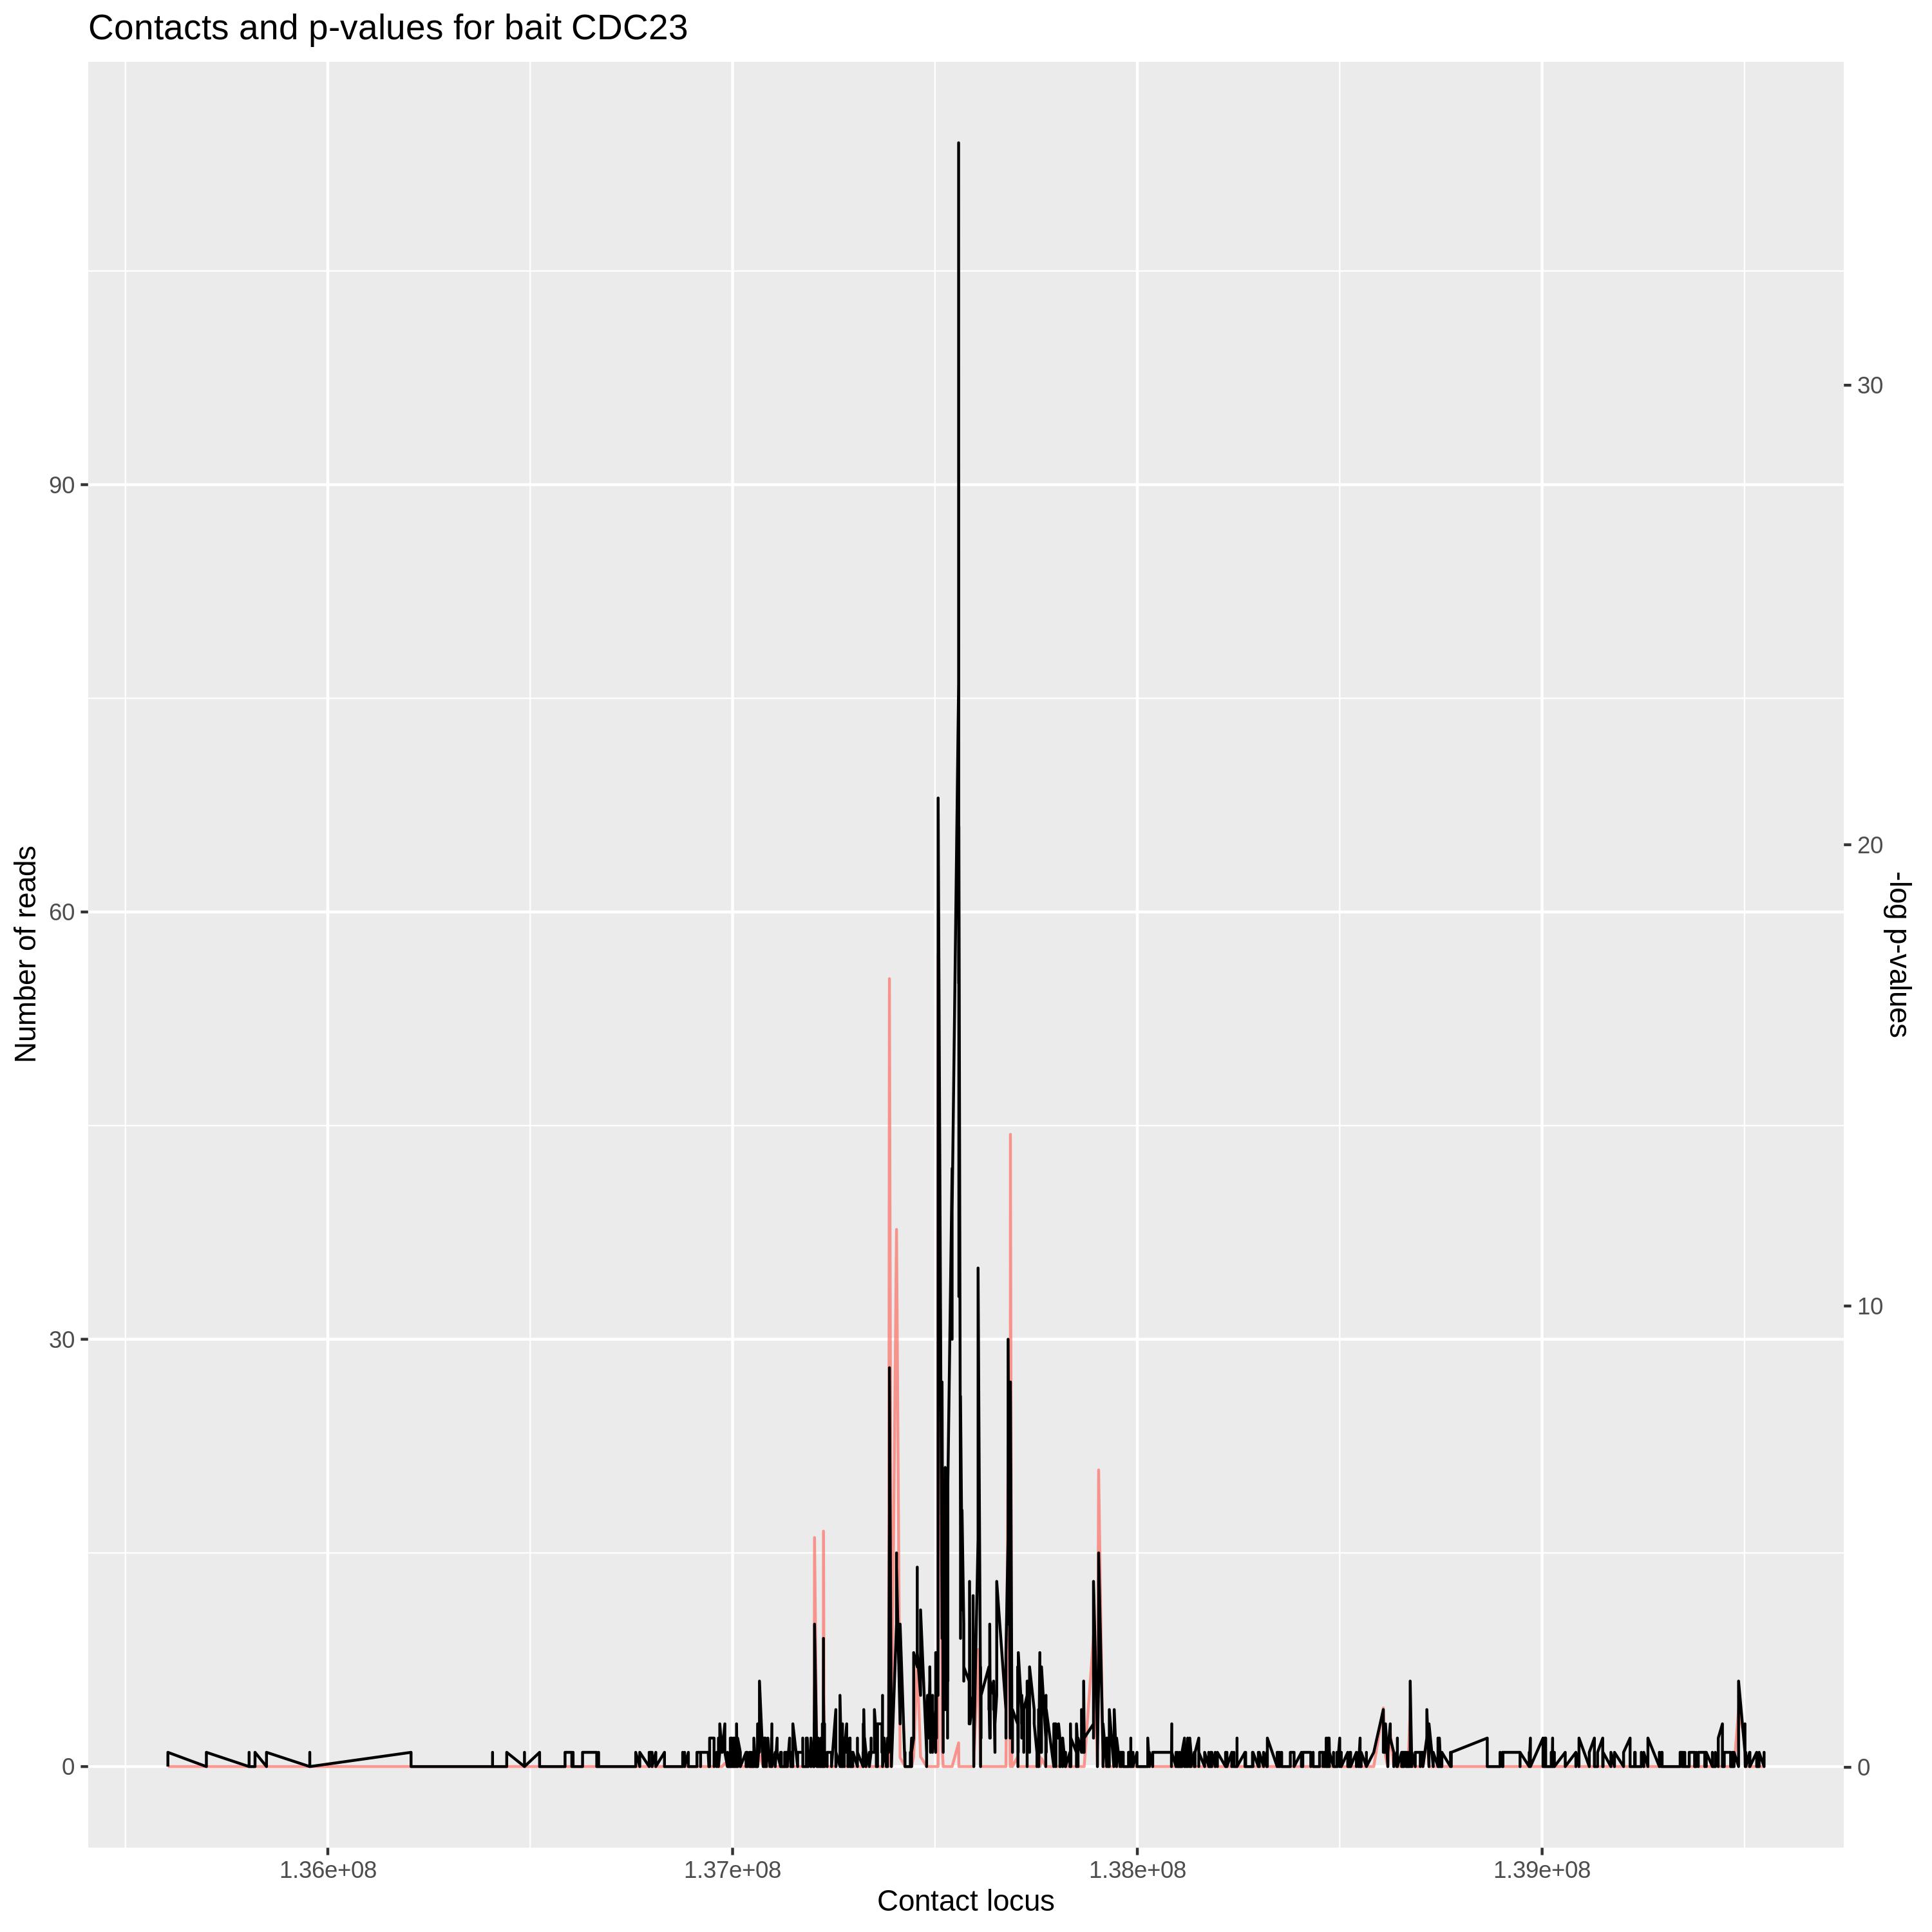 Contacts and p-values for bait CDC23
90
60
30
0
30
20
10
0
Number of reads
-log p-values
1.36e+08
1.37e+08
1.38e+08
1.39e+08
Contact locus